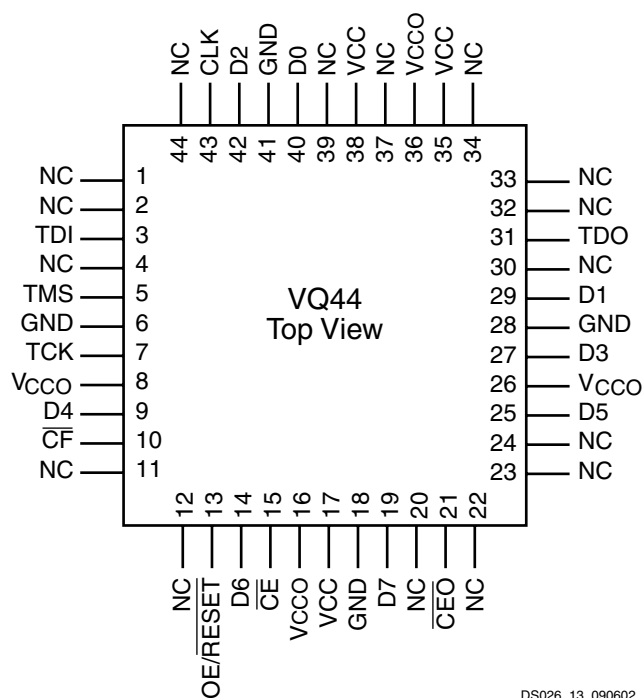 NC CLK D2 GND D0 NC VCC NC VCCO VCC NC
44 43 42 41 40 39 38 37 36 35 34
NC 1 33 NC
NC 2 32 NC
TDI 3 31 TDO
NC 4 30 NC
TMS 5 29 D1
GND 6 28 GND
TCK 7 27 D3
VCCO 8 26 VCCO
D4 9 25 D5
CF 10 24 NC
NC 11 23 NC
VQ44
Top View
12 13 14 15 16 17 18 19 20 21 22
NC OE/RESET D6 CE VCCO VCC GND D7 NC CEO NC
DS026_13_090602